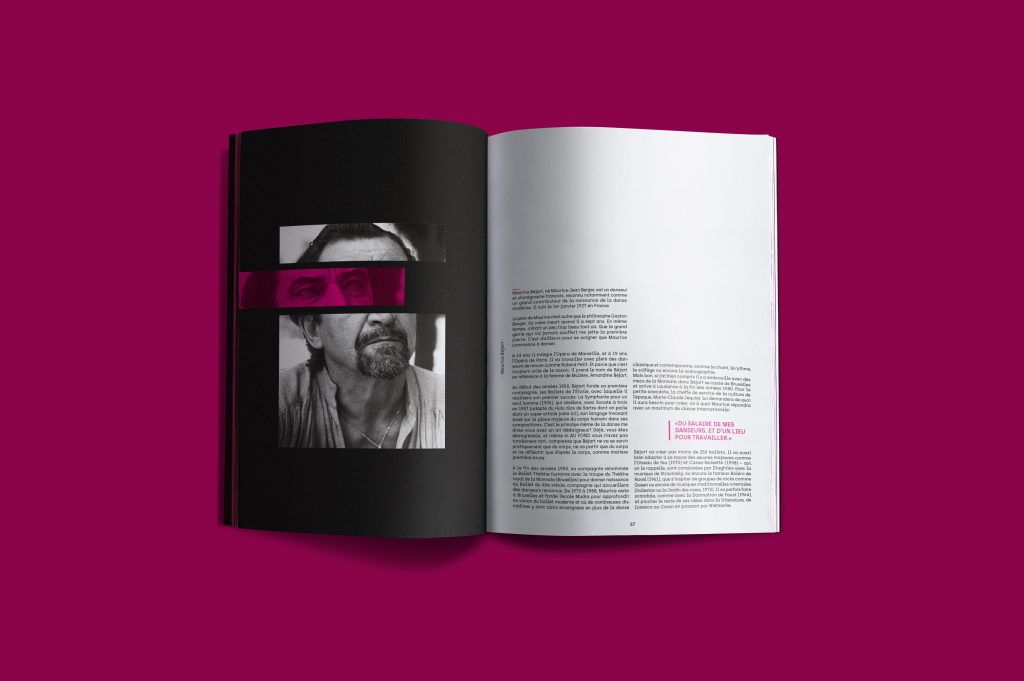 Maurice Béjart
Maurice Béjart, né Maurice-Jean Berger, est un danseur
et chorégraphe français, reconnu notamment comme
un grand contributeur de la naissance de la danse
moderne. Il naît le 1er janvier 1927 en France.
Le père de Maurice n'est autre que le philosophe Gaston
Berger. Sa mère meurt quand il a sept ans. En même
temps, c'était un peu trop beau tout ça. Que le grand
génie qui n'a jamais souffert me jette la première
pierre. C'est d'ailleurs pour se soigner que Maurice
commence à danser.
A 14 ans il intègre l'Opéra de Marseille, et à 19 ans
l'Opéra de Paris. Il va travailler avec plein des dan-
seurs de renom comme Roland Petit. Et parce que c'est
toujours utile de le savoir, il prend le nom de Béjart
en référence à la femme de Molière, Amandine Béjart.
Au début des années 1950, Béjart fonde sa première
compagnie, les Ballets de l'Étoile, avec laquelle il
réalisera son premier succès: La Symphonie pour un
seul homme (1955), qui révélera, avec Sonate à trois
en 1957 (adapté du Huis clos de Sartre dont on parle
dans un super article juste ici), son langage innovant
basé sur la place majeure du corps humain dans ses
compositions. C'est le principe même de la danse me
direz-vous avec un air dédaigneux? Déjà, vous êtes
désagréable, et même si AU FOND vous n'avez pas
totalement tort, comprenez que Béjart ne va se servir
pratiquement que du corps, ne va partir que du corps
et ne réfléchir que d'après le corps, comme matière
première brute.
A la fin des années 1950, sa compagnie renommée
le Ballet Théâtre fusionne avec la troupe du Théâtre
royal de la Monnaie (Bruxelles) pour donner naissance
au Ballet du XXe siècle, compagnie qui accueillera
des danseurs reconnus. De 1970 à 1988, Maurice reste
à Bruxelles et fonde l'école Mudra pour approfondir
sa vision du ballet moderne et où de nombreuses dis-
ciplines y sont alors enseignées en plus de la danse
classique et contemporaine, comme le chant, le rythme,
le solfège ou encore la scénographie.
Mais bon, si j'ai bien compris il y a embrouille avec des
mecs de la Monnaie, donc Béjart se casse de Bruxelles
et arrive à Lausanne à la fin des années 1980. Pour la
petite anecdote, la cheffe de service de la culture de
l'époque, Marie-Claude Jequier, lui demandera de quoi
il aura besoin pour créer, ce à quoi Maurice répondra
avec un maximum de classe internationale:
«DU SALAIRE DE MES
DANSEURS, ET D'UN LIEU
POUR TRAVAILLER.»
Béjart va créer pas moins de 250 ballets. Il va aussi
bien adapter à sa sauce des œuvres majeures comme
l'Oiseau de feu (1970) et Casse-Noisette (1998) – qui,
on le rappelle, sont composées par Diaghilev avec la
musique de Stravinsky, ou encore le fameux Boléro de
Ravel (1961), que s'inspirer de groupes de rocks comme
Queen ou encore de musiques traditionnelles orientales
(Golestan ou le Jardin des roses, 1973). Il va parfois faire
scandale, comme avec la Damnation de Faust (1964),
et piocher le reste de ses idées dans la littérature, de
Ionesco au Coran en passant par Nietzsche.
67